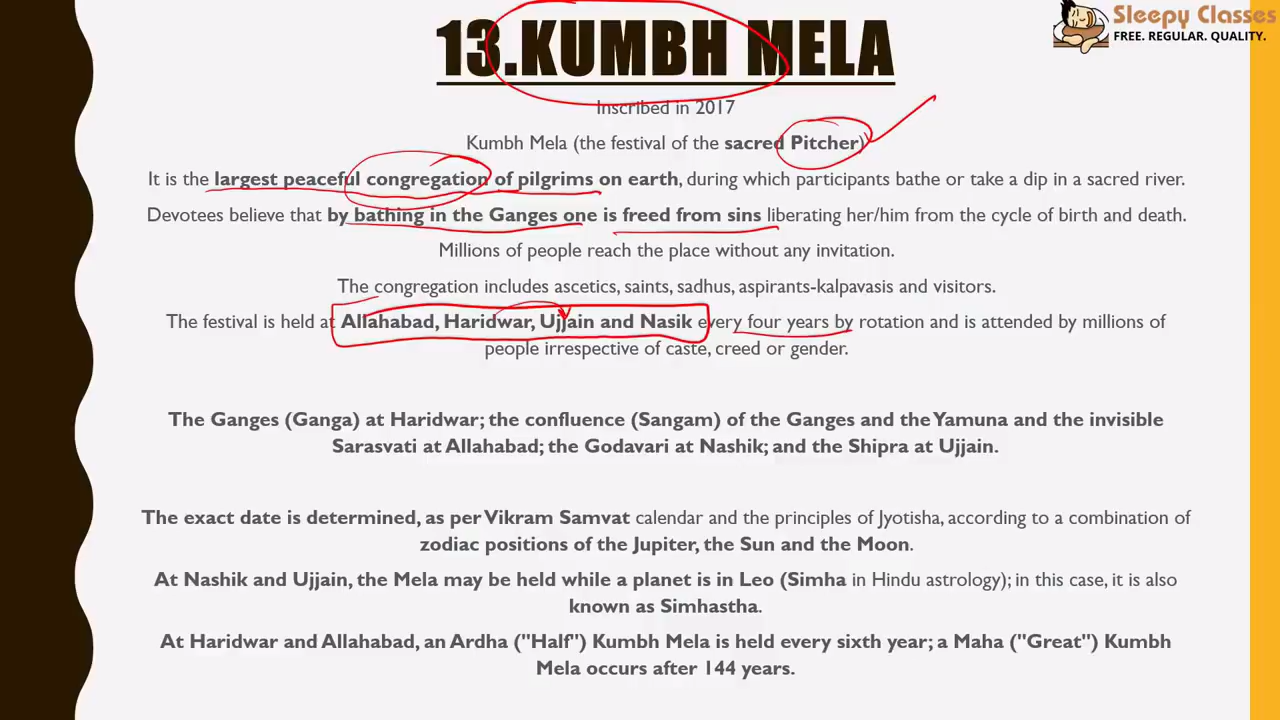 Sleepy Classes
FREE. REGULAR. QUALITY.
13.KUMBH MELA
Inscribed in 2017
Kumbh Mela (the festival of the sacred Pitcher)
It is the largest peaceful congregation of pilgrims on earth, during which participants bathe or take a dip in a sacred river.
Devotees believe that by bathing in the Ganges one is freed from sins liberating her/him from the cycle of birth and death.
Millions of people reach the place without any invitation.
The congregation includes ascetics, saints, sadhus, aspirants-kalpavasis and visitors.
The festival is held at Allahabad, Haridwar, Ujjain and Nasik every four years by rotation and is attended by millions of
people irrespective of caste, creed or gender.
The Ganges (Ganga) at Haridwar; the confluence (Sangam) of the Ganges and the Yamuna and the invisible
Sarasvati at Allahabad; the Godavari at Nashik; and the Shipra at Ujjain.
The exact date is determined, as per Vikram Samvat calendar and the principles of Jyotisha, according to a combination of
zodiac positions of the Jupiter, the Sun and the Moon.
At Nashik and Ujjain, the Mela may be held while a planet is in Leo (Simha in Hindu astrology); in this case, it is also
known as Simhastha.
At Haridwar and Allahabad, an Ardha ("Half") Kumbh Mela is held every sixth year; a Maha ("Great") Kumbh
Mela occurs after 144 years.